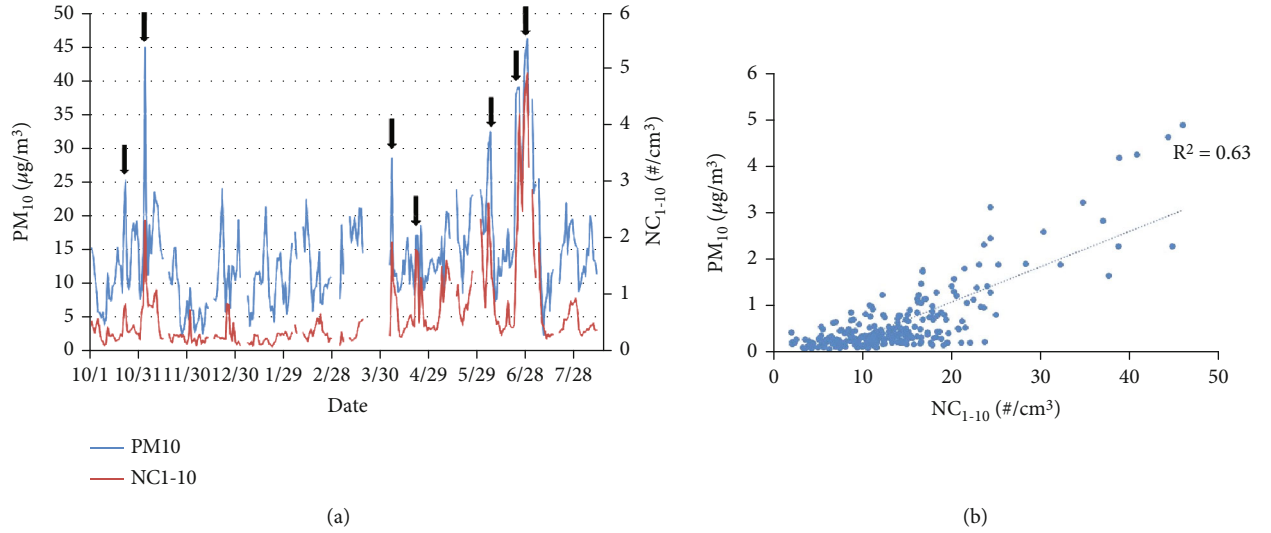 50
45
40
35
30
25
20
15
10
5
0
PM10 (µg/m3)
6
5
4
3
2
1
0
NC1-10 (#/cm3)
10/1 10/31 11/30 12/30 1/29 2/28 3/30 4/29 5/29 6/28 7/28
Date
PM10
NC1-10
(a)
6
5
4
3
2
1
0
PM10 (µg/m3)
R2 = 0.63
0 10 20 30 40 50
NC1-10 (#/cm3)
(b)